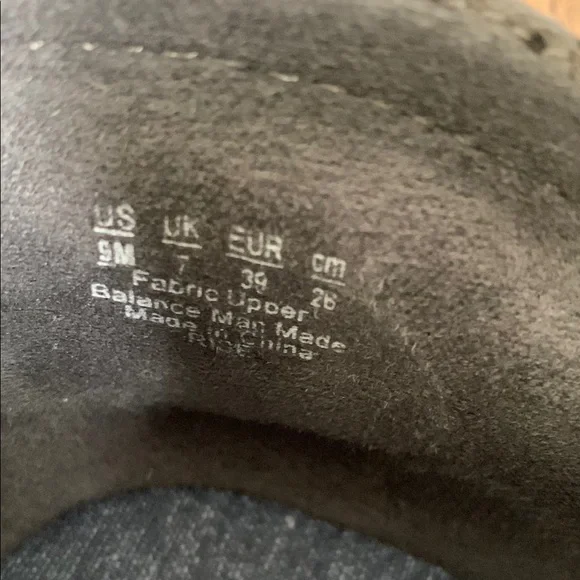 US UK EUR cm
9M 7 39 26
Fabric Upper
Balance Man Made
Made in China